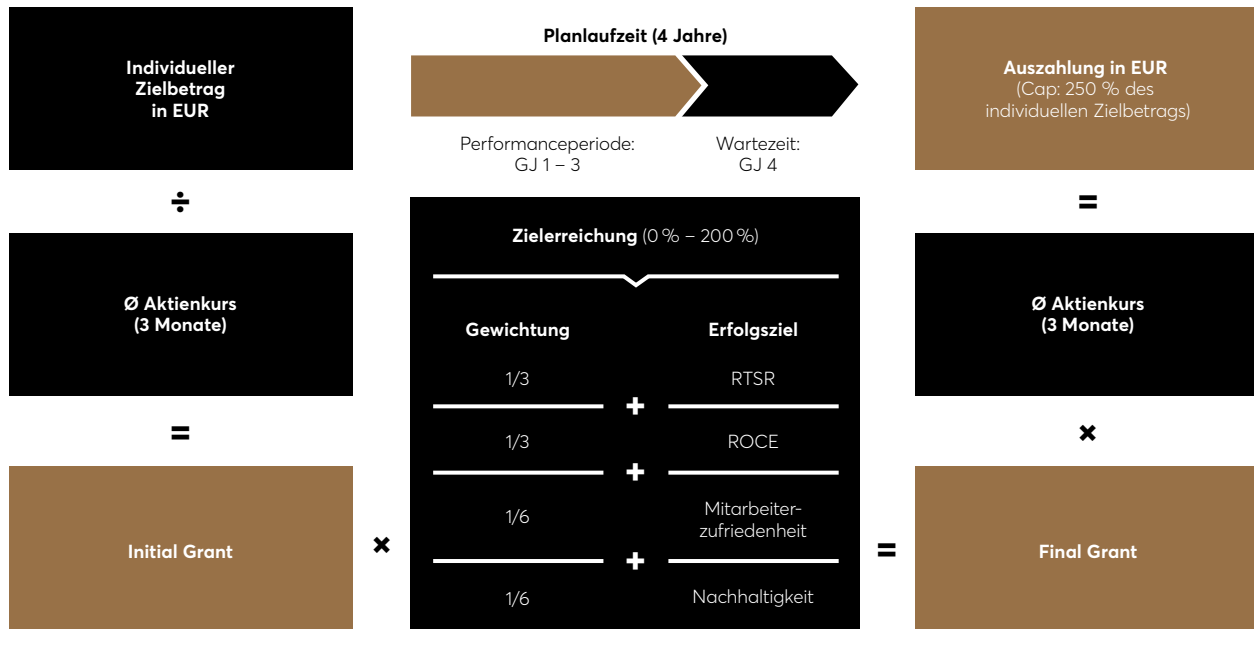 Individueller
Zielbetrag
in EUR
÷
Ø Aktienkurs
(3 Monate)
=
Initial Grant
×
Planlaufzeit (4 Jahre)
Performanceperiode:
GJ 1 – 3
Wartezeit:
GJ 4
Zielerreichung (0 % – 200 %)
Gewichtung Erfolgsziel
1/3 RTSR
+
1/3 ROCE
+
1/6 Mitarbeiter-
zufriedenheit
+
1/6 Nachhaltigkeit
=
Auszahlung in EUR
(Cap: 250 % des
individuellen Zielbetrags)
=
Ø Aktienkurs
(3 Monate)
×
Final Grant